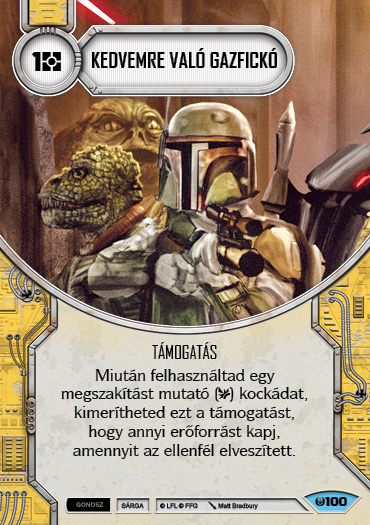 1
KEDVEMRE VALÓ GAZFICKÓ
TÁMOGATÁS
Miután felhasználtad egy
megszakítást mutató () kockádat,
kimerítheted ezt a támogatást,
hogy annyi erőforrást kapj,
amennyit az ellenfél elveszített.
GONOSZ SÁRGA © LFL © FFG Matt Bradbury 100